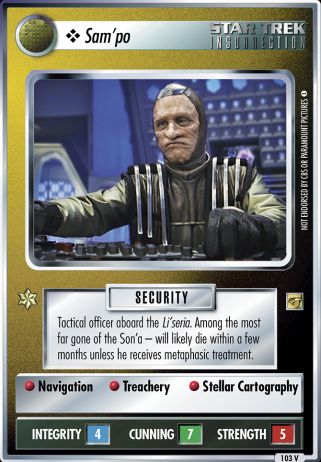 ❖ Sam'po
STAR TREK
INSURRECTION
NOT ENDORSED BY CBS OR PARAMOUNT PICTURES
SECURITY
Tactical officer aboard the Li'seria. Among the most
far gone of the Son'a – will likely die within a few
months unless he receives metaphasic treatment.
Navigation Treachery Stellar Cartography
INTEGRITY 4 CUNNING 7 STRENGTH 5
103 V